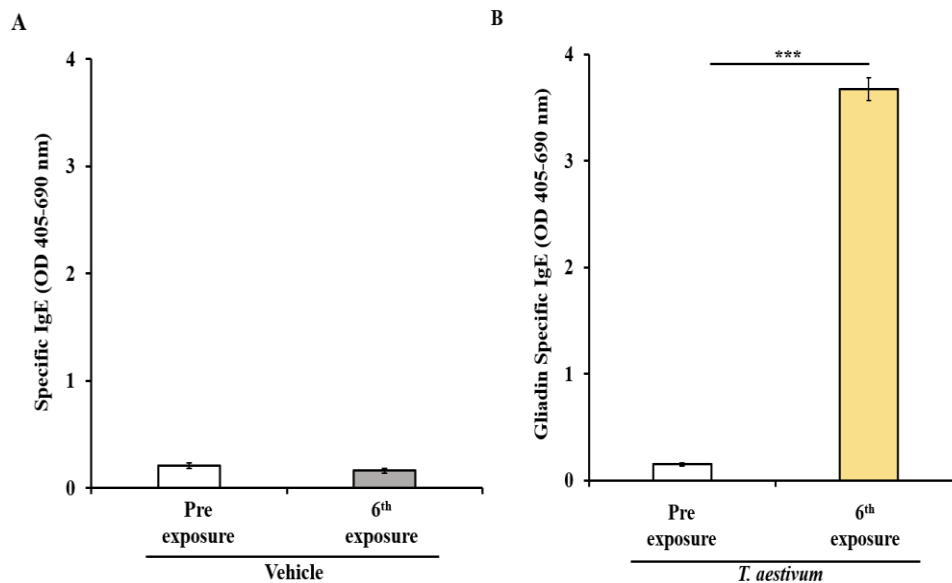 A
Specific IgE (OD 405-690 nm)
4
3
2
1
0
Pre
exposure
6th
exposure
Vehicle
B
Gliadin Specific IgE (OD 405-690 nm)
4
3
2
1
0
***
Pre
exposure
6th
exposure
T. aestivum